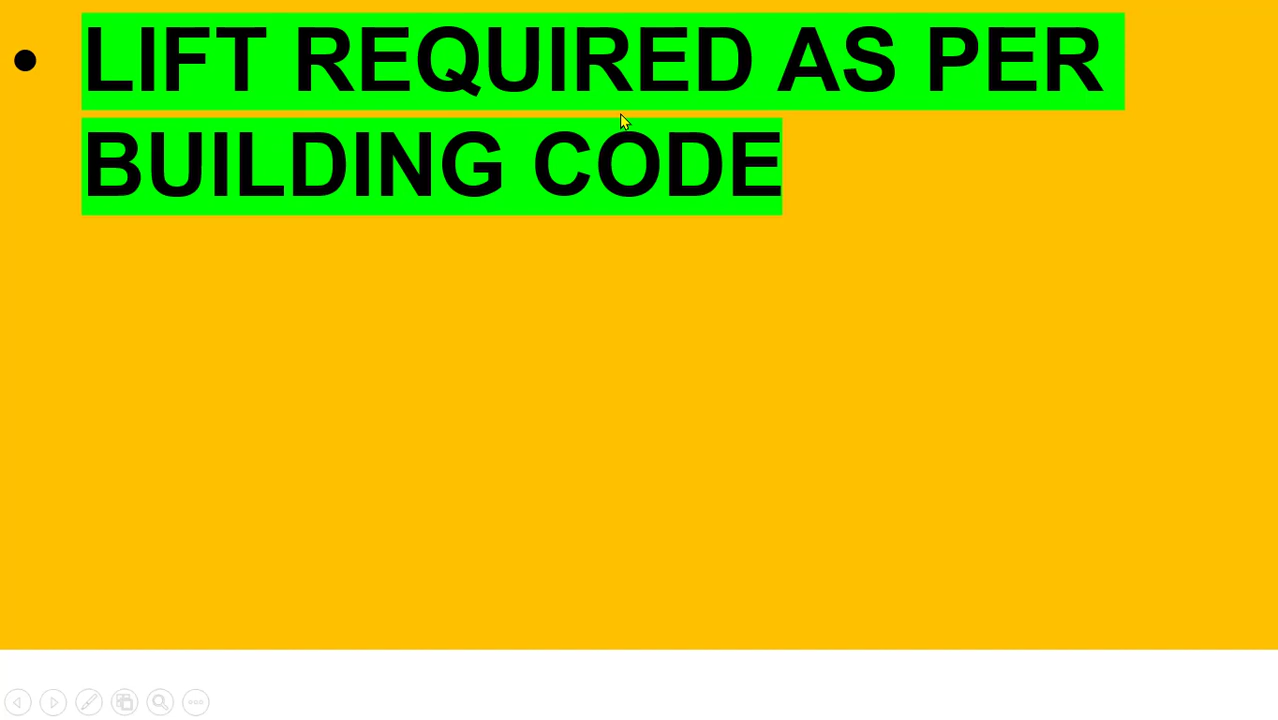 • LIFT REQUIRED AS PER
BUILDING CODE